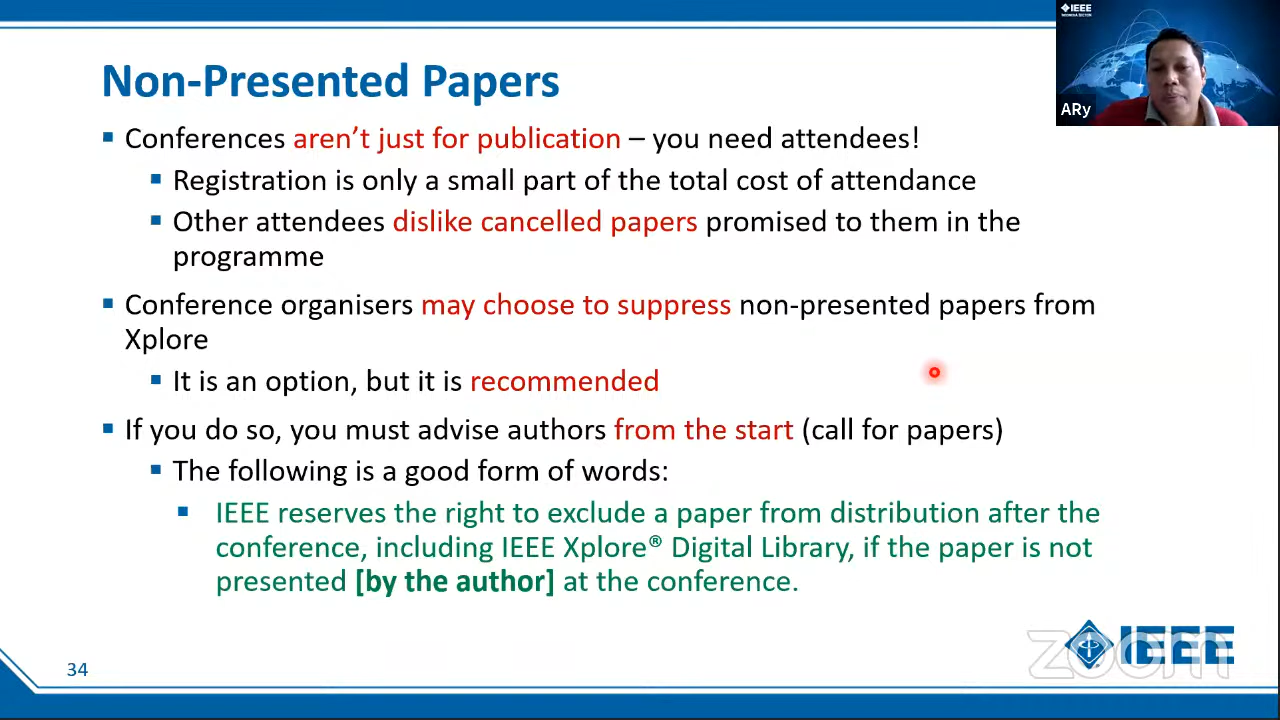 IEEE
INDONESIA SECTION
ARy
Non-Presented Papers
▪ Conferences aren’t just for publication – you need attendees!
▪ Registration is only a small part of the total cost of attendance
▪ Other attendees dislike cancelled papers promised to them in the
programme
▪ Conference organisers may choose to suppress non-presented papers from
Xplore
▪ It is an option, but it is recommended
▪ If you do so, you must advise authors from the start (call for papers)
▪ The following is a good form of words:
▪ IEEE reserves the right to exclude a paper from distribution after the
conference, including IEEE Xplore® Digital Library, if the paper is not
presented [by the author] at the conference.
34
zoom
IEEE